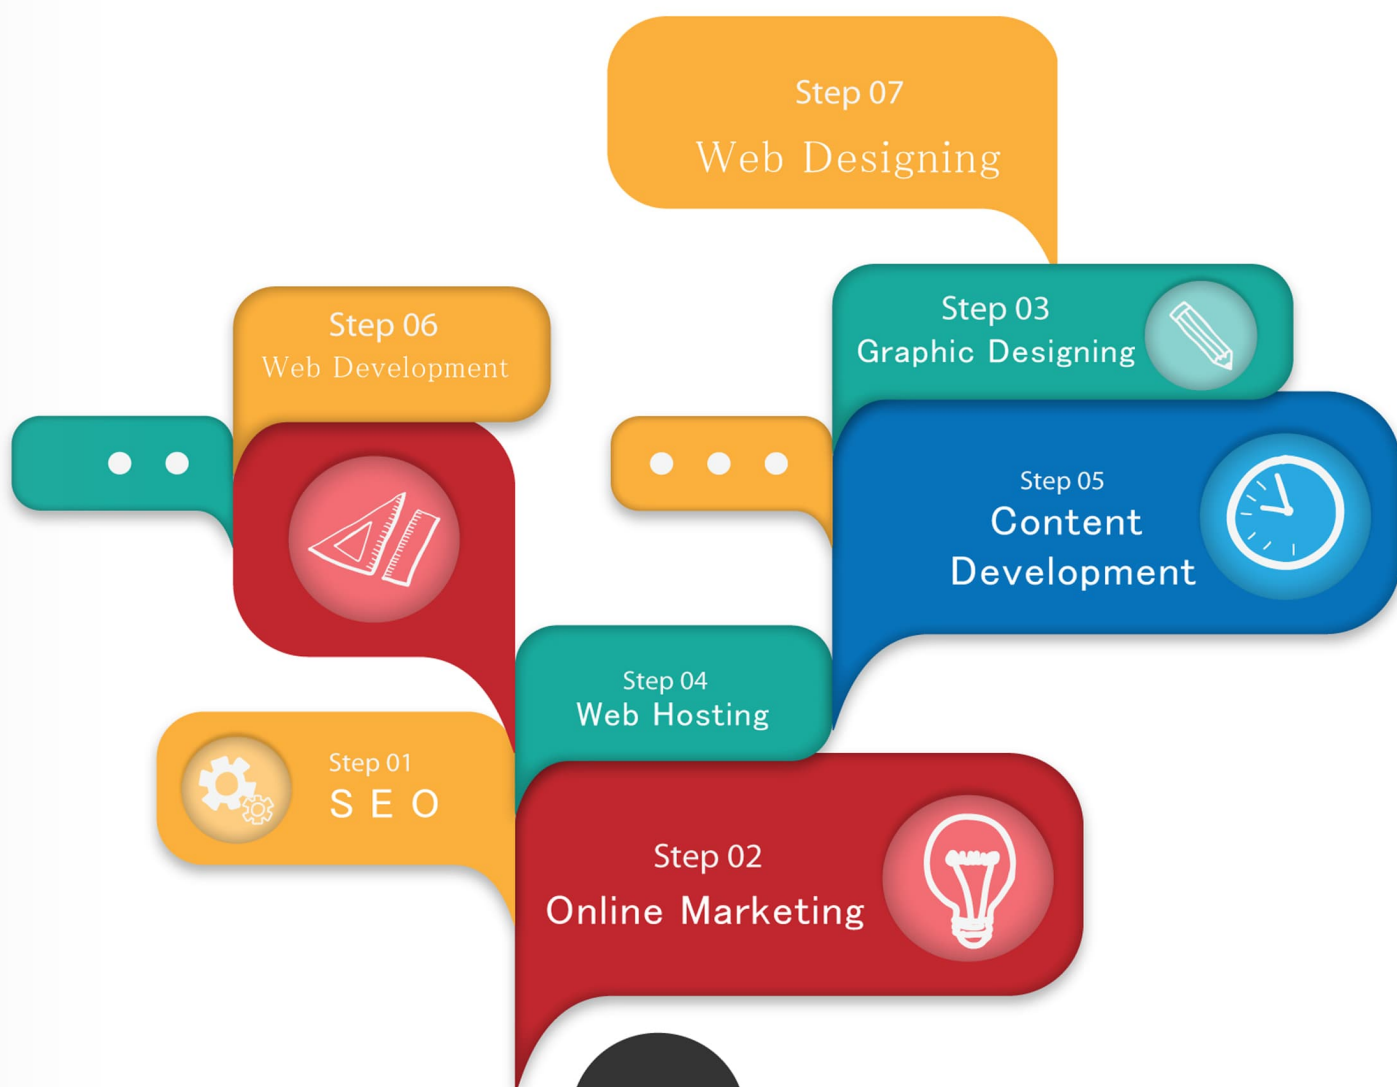 Step 07
Web Designing
Step 03
Graphic Designing
Step 06
Web Development
Step 05
Content
Development
Step 04
Web Hosting
Step 01
S E O
Step 02
Online Marketing